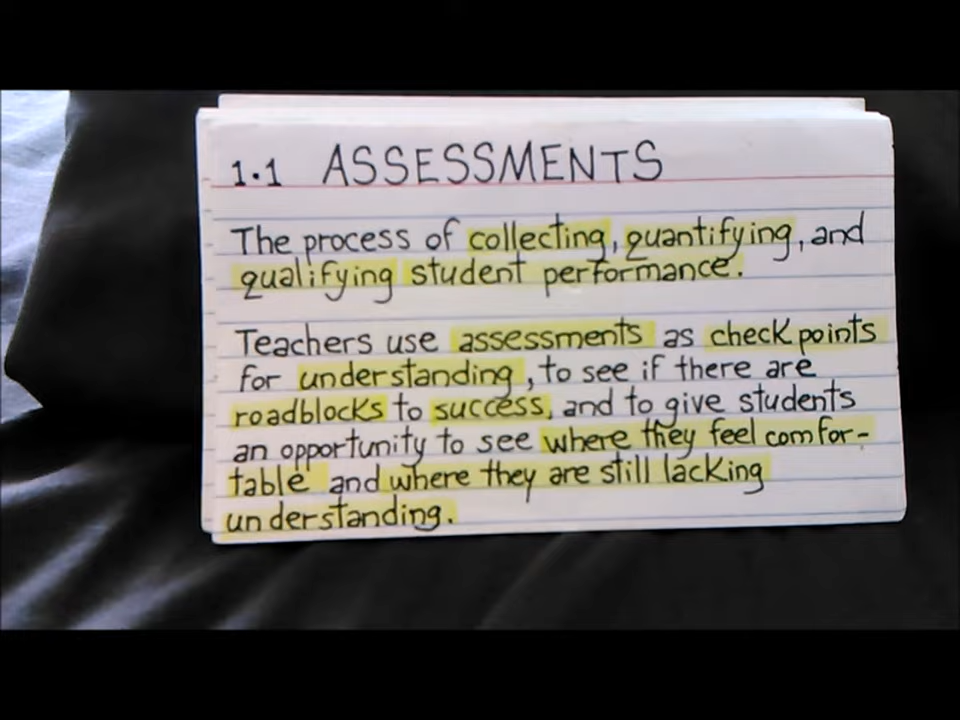 1.1 ASSESSMENTS
The process of collecting, quantifying, and
qualifying student performance.
Teachers use assessments as check points
for understanding, to see if there are
roadblocks to success, and to give students
an opportunity to see where they feel comfor-
table and where they are still lacking
understanding.